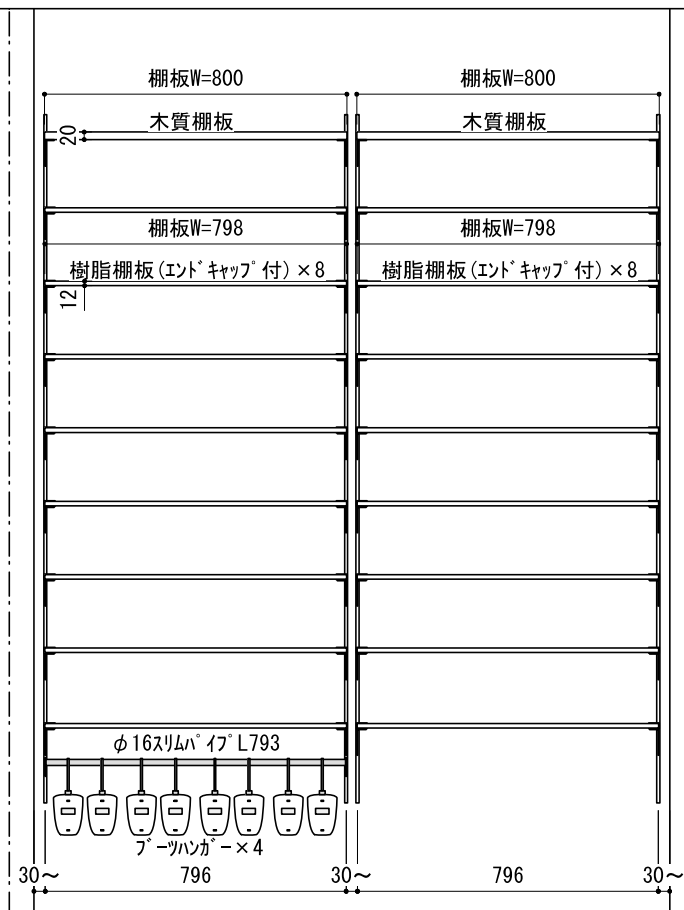 棚板W=800 棚板W=800
木質棚板 木質棚板
20
棚板W=798 棚板W=798
樹脂棚板(ｴﾝﾄﾞｷｬｯﾌﾟ付)×8 樹脂棚板(ｴﾝﾄﾞｷｬｯﾌﾟ付)×8
12
φ16ｽﾘﾑﾊﾟｲﾌﾟL793
ﾌﾞｰﾂﾊﾝｶﾞｰ×4
30～ 796 30～ 796 30～